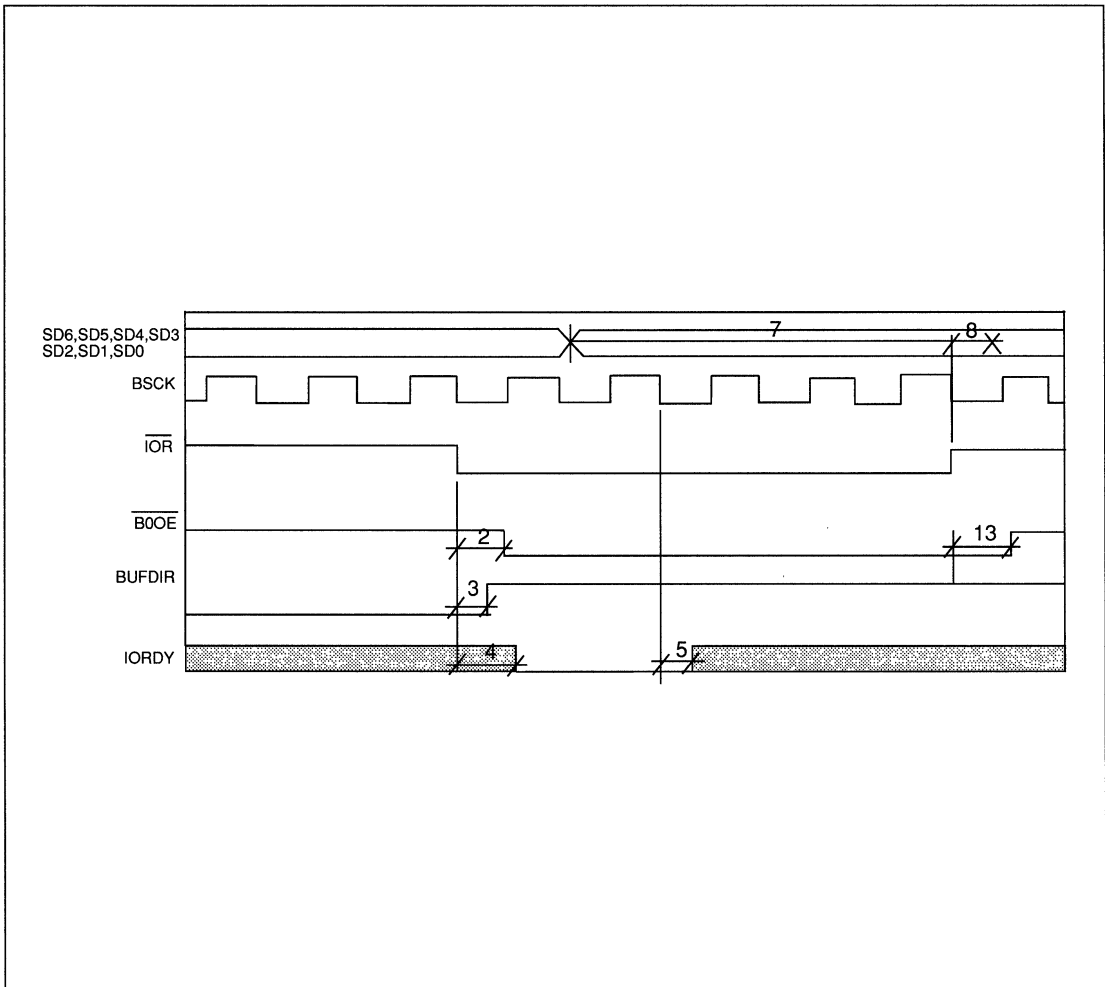 SD6,SD5,SD4,SD3
SD2,SD1,SD0
7
8
BSCK
IOR
B0OE
2
13
BUFDIR
3
IORDY
4
5